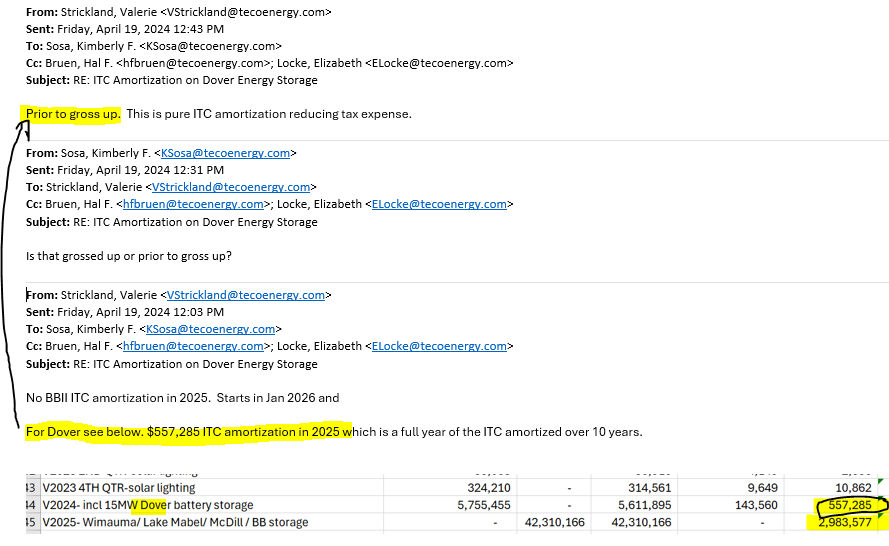 From: Strickland, Valerie <VStrickland@tecoenergy.com>
Sent: Friday, April 19, 2024 12:43 PM
To: Sosa, Kimberly F. <KSosa@tecoenergy.com>
Cc: Bruen, Hal F. <hfbruen@tecoenergy.com>; Locke, Elizabeth <ELocke@tecoenergy.com>
Subject: RE: ITC Amortization on Dover Energy Storage
Prior to gross up. This is pure ITC amortization reducing tax expense.
From: Sosa, Kimberly F. <KSosa@tecoenergy.com>
Sent: Friday, April 19, 2024 12:31 PM
To: Strickland, Valerie <VStrickland@tecoenergy.com>
Cc: Bruen, Hal F. <hfbruen@tecoenergy.com>; Locke, Elizabeth <ELocke@tecoenergy.com>
Subject: RE: ITC Amortization on Dover Energy Storage
Is that grossed up or prior to gross up?
From: Strickland, Valerie <VStrickland@tecoenergy.com>
Sent: Friday, April 19, 2024 12:03 PM
To: Sosa, Kimberly F. <KSosa@tecoenergy.com>
Cc: Bruen, Hal F. <hfbruen@tecoenergy.com>; Locke, Elizabeth <ELocke@tecoenergy.com>
Subject: RE: ITC Amortization on Dover Energy Storage
No BBII ITC amortization in 2025. Starts in Jan 2026 and
For Dover see below. $557,285 ITC amortization in 2025 which is a full year of the ITC amortized over 10 years.
43 V2023 4TH QTR-solar lighting 324,210 - 314,561 9,649 10,862
44 V2024- incl 15MW Dover battery storage 5,755,455 - 5,611,895 143,560 557,285
45 V2025- Wimauma/ Lake Mabel/ McDill / BB storage - 42,310,166 42,310,166 - 2,983,577